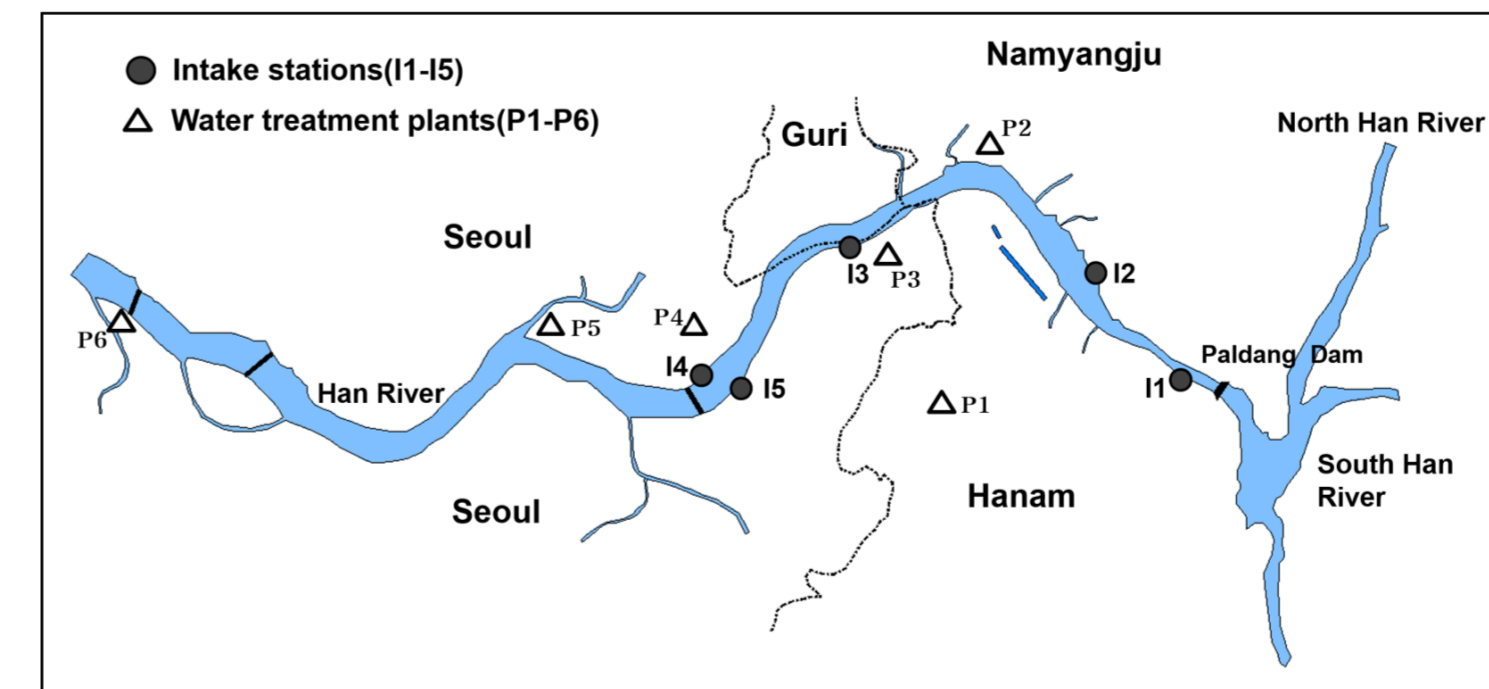 Intake stations(I1-I5)
Water treatment plants(P1-P6)
Namyangju
North Han River
Guri
P2
Seoul
I3
P3
I2
P6
P5
P4
Paldang Dam
I4
I5
I1
Han River
P1
South Han
River
Hanam
Seoul